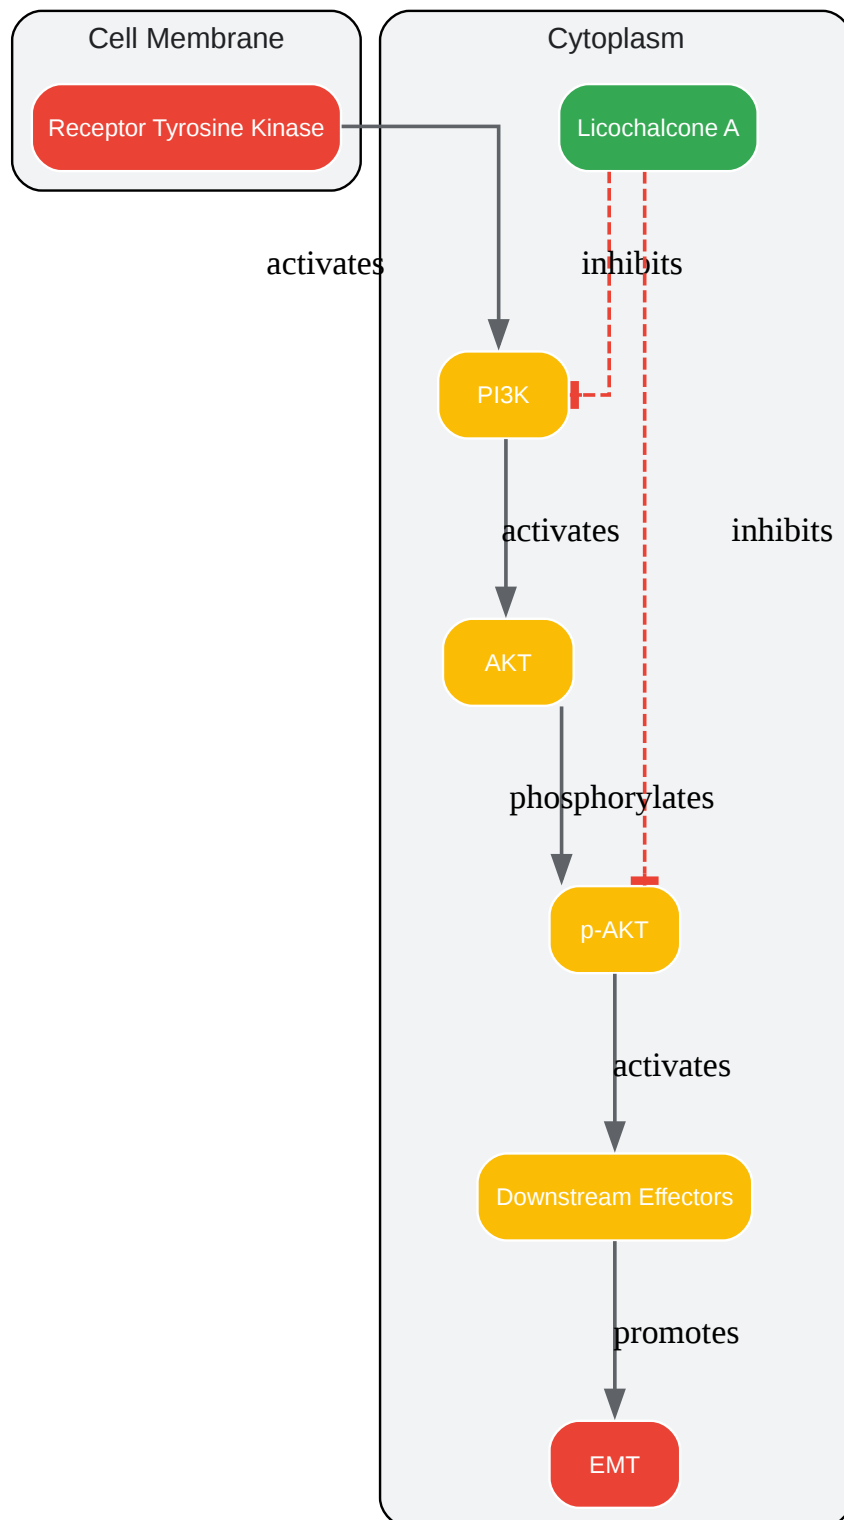 Cell Membrane
Cytoplasm
Receptor Tyrosine Kinase
Licochalcone A
activates
inhibits
PI3K
activates
inhibits
AKT
phosphorylates
p-AKT
activates
Downstream Effectors
promotes
EMT